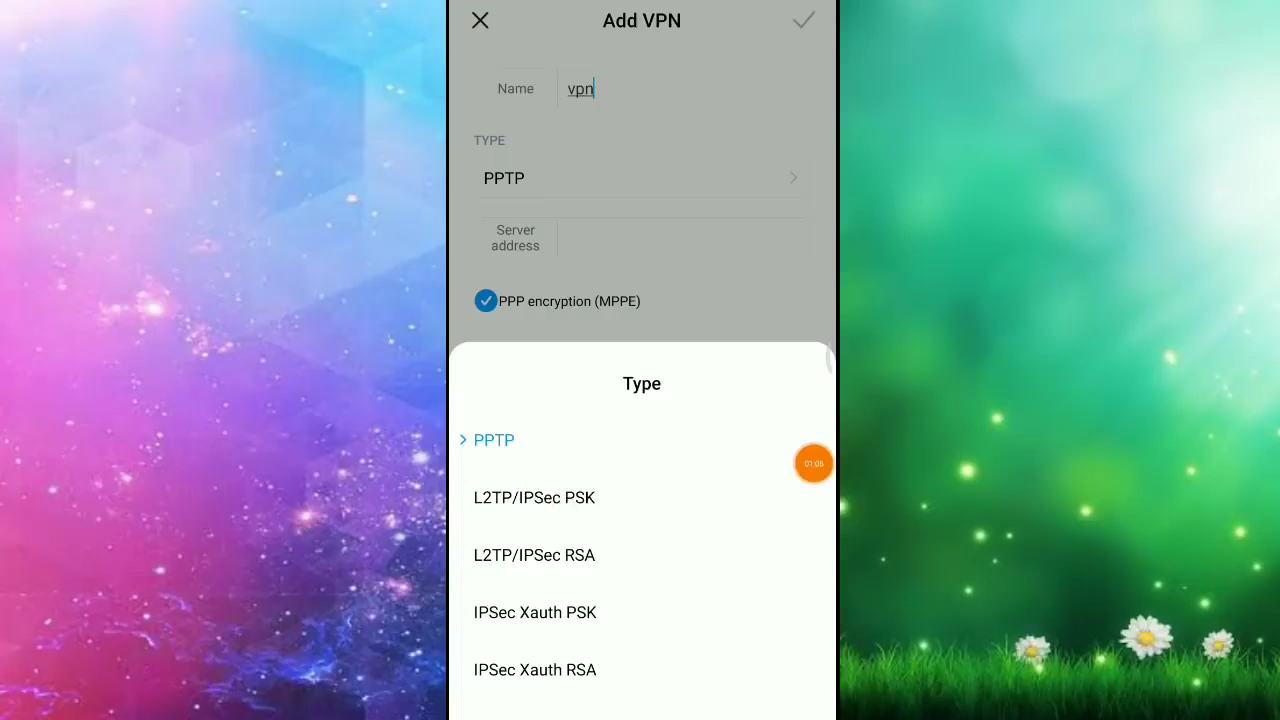 Add VPN
Name
vpn
TYPE
PPTP
Server
address
PPP encryption (MPPE)
Type
PPTP
01:06
L2TP/IPSec PSK
L2TP/IPSec RSA
IPSec Xauth PSK
IPSec Xauth RSA